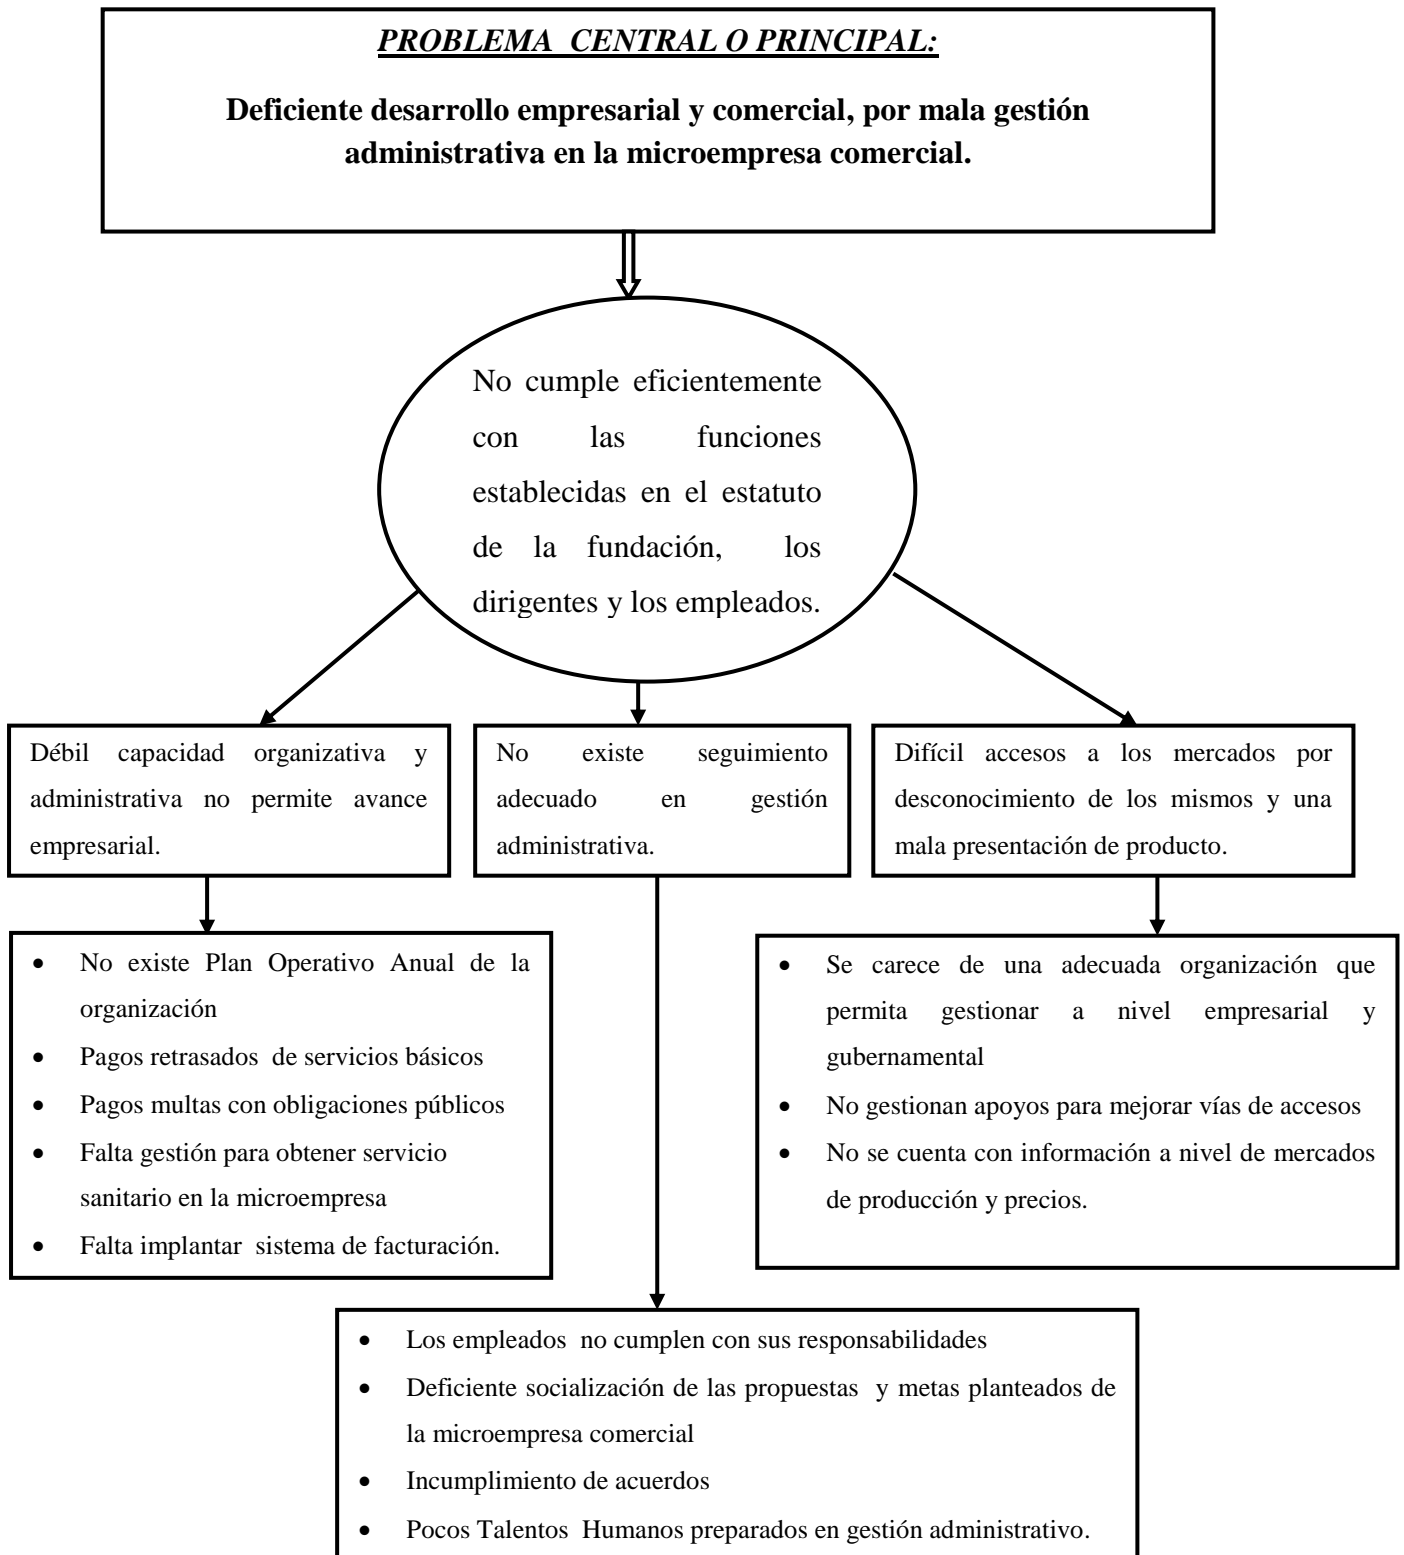 PROBLEMA CENTRAL O PRINCIPAL:
Deficiente desarrollo empresarial y comercial, por mala gestión
administrativa en la microempresa comercial.
No cumple eficientemente
con las funciones
establecidas en el estatuto
de la fundación, los
dirigentes y los empleados.
Débil capacidad organizativa y
administrativa no permite avance
empresarial.
No existe seguimiento
adecuado en gestión
administrativa.
Difícil accesos a los mercados por
desconocimiento de los mismos y una
mala presentación de producto.
• No existe Plan Operativo Anual de la
organización
• Pagos retrasados de servicios básicos
• Pagos multas con obligaciones públicos
• Falta gestión para obtener servicio
sanitario en la microempresa
• Falta implantar sistema de facturación.
• Se carece de una adecuada organización que
permita gestionar a nivel empresarial y
gubernamental
• No gestionan apoyos para mejorar vías de accesos
• No se cuenta con información a nivel de mercados
de producción y precios.
• Los empleados no cumplen con sus responsabilidades
• Deficiente socialización de las propuestas y metas planteados de
la microempresa comercial
• Incumplimiento de acuerdos
• Pocos Talentos Humanos preparados en gestión administrativo.